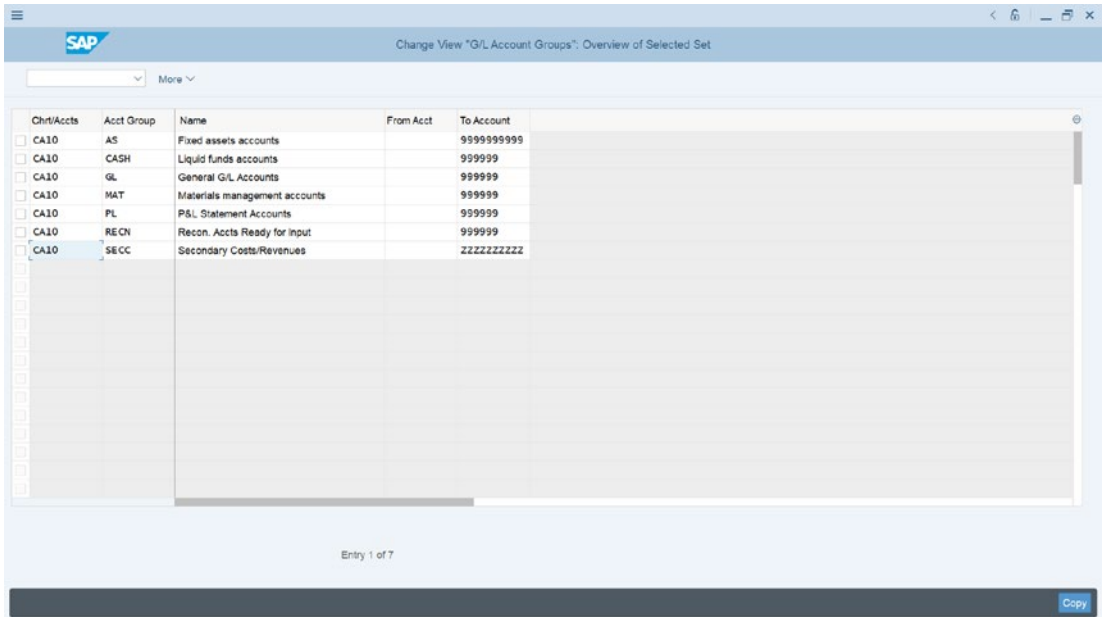 SAP
Change View "G/L Account Groups": Overview of Selected Set
More
Chrt/Accts Acct Group Name From Acct To Account
CA10 AS Fixed assets accounts 9999999999
CA10 CASH Liquid funds accounts 999999
CA10 GL General G/L Accounts 999999
CA10 MAT Materials management accounts 999999
CA10 PL P&L Statement Accounts 999999
CA10 RECN Recon. Accts Ready for Input 999999
CA10 SECC Secondary Costs/Revenues ZZZZZZZZZZ
Entry 1 of 7
Copy